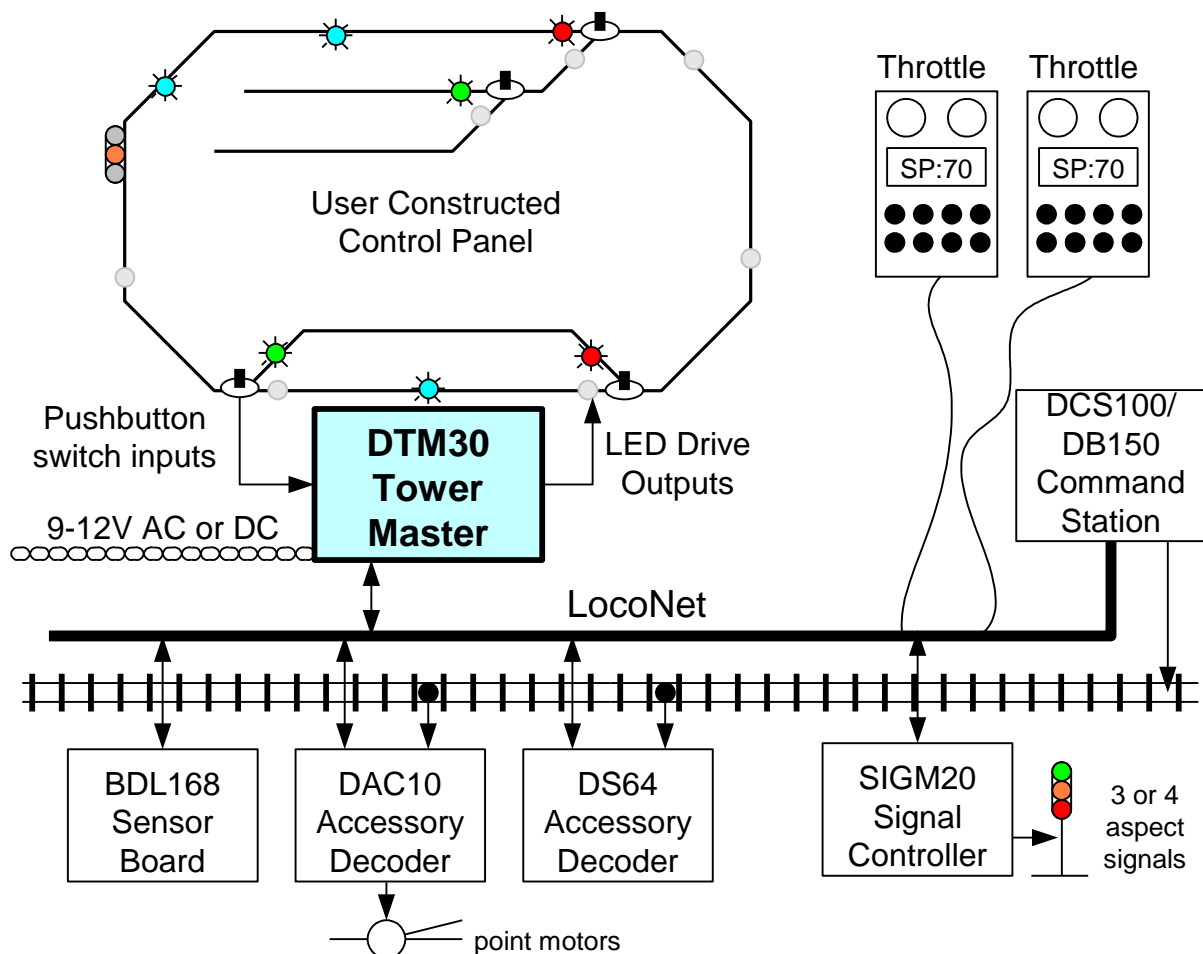 Throttle
Throttle
SP:70
SP:70
User Constructed
Control Panel
Pushbutton
switch inputs
DTM30
Tower
Master
LED Drive
Outputs
DCS100/
DB150
Command
Station
9-12V AC or DC
LocoNet
BDL168
Sensor
Board
DAC10
Accessory
Decoder
DS64
Accessory
Decoder
SIGM20
Signal
Controller
3 or 4
aspect
signals
point motors